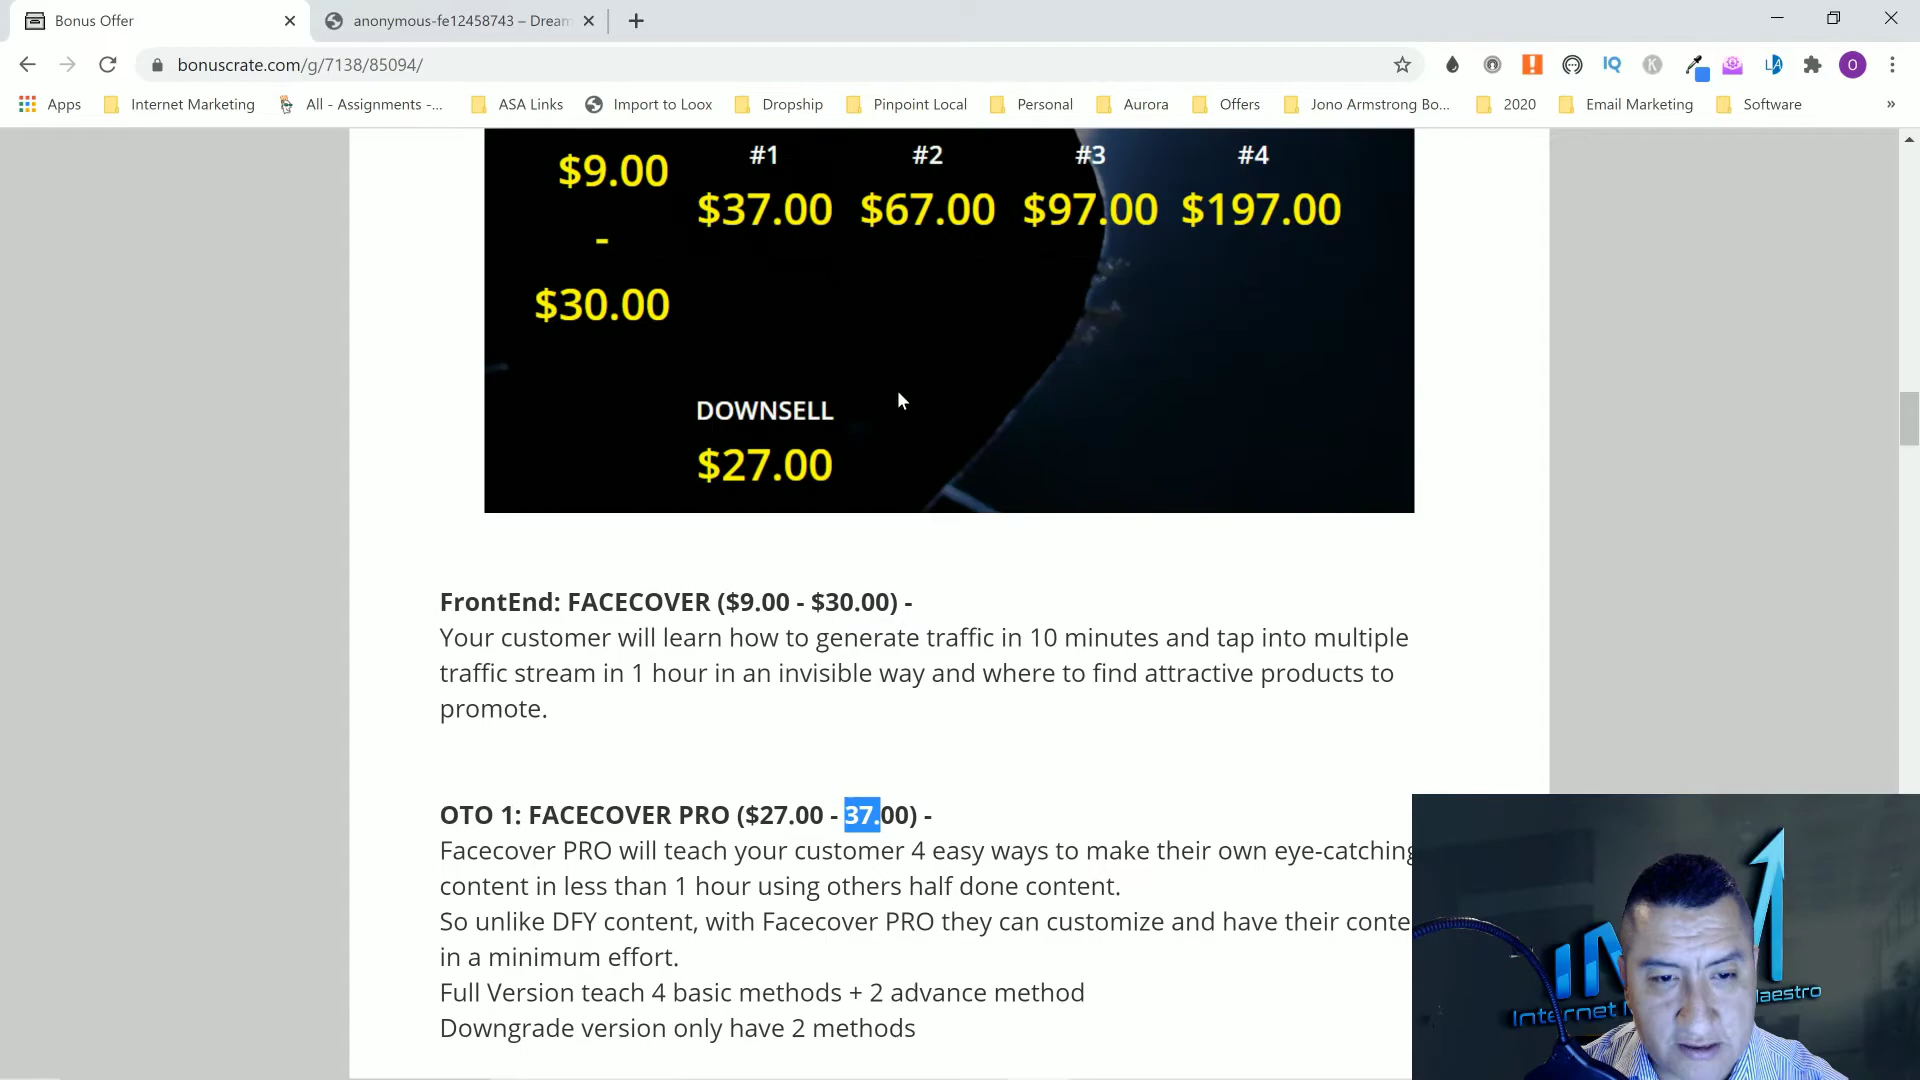 Bonus Offer
anonymous-fe12458743 – Dream
bonuscrate.com/g/7138/85094/
Apps
Internet Marketing
All - Assignments -...
ASA Links
Import to Loox
Dropship
Pinpoint Local
Personal
Aurora
Offers
Jono Armstrong Bo...
2020
Email Marketing
Software
»
IQ
K
LA
O
#1 #2 #3 #4
$9.00
$37.00 $67.00 $97.00 $197.00
-
$30.00
DOWNSELL
$27.00
FrontEnd: FACECOVER ($9.00 - $30.00) -
Your customer will learn how to generate traffic in 10 minutes and tap into multiple
traffic stream in 1 hour in an invisible way and where to find attractive products to
promote.
OTO 1: FACECOVER PRO ($27.00 - 37.00) -
Facecover PRO will teach your customer 4 easy ways to make their own eye-catching
content in less than 1 hour using others half done content.
So unlike DFY content, with Facecover PRO they can customize and have their conte
in a minimum effort.
Full Version teach 4 basic methods + 2 advance method
Downgrade version only have 2 methods
Internet
aestro